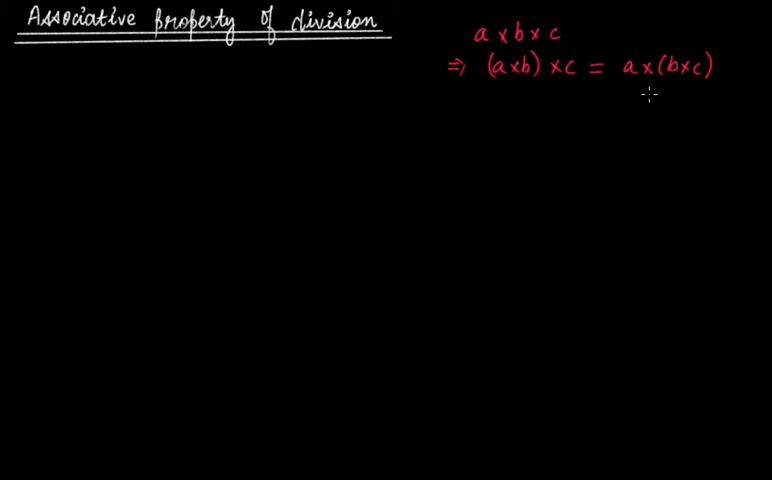 Associative property of division
a × b × c
⇒ (a×b) × c = a×(b×c)